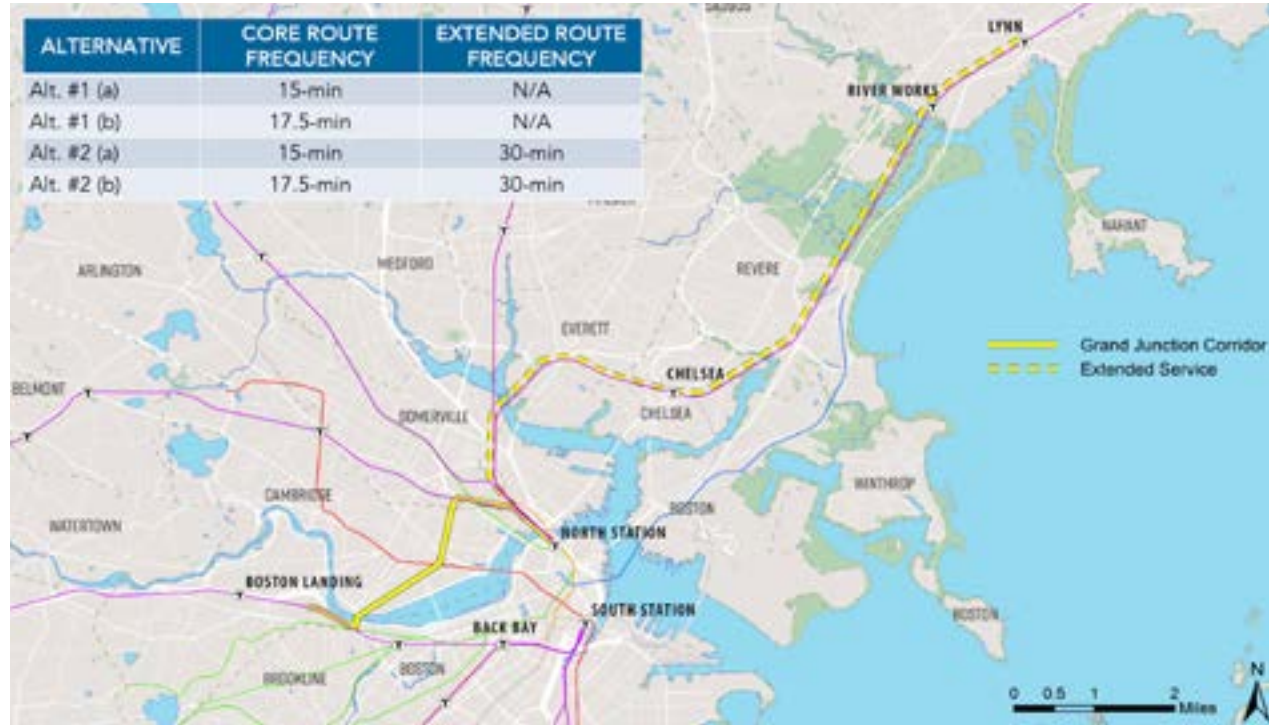 ALTERNATIVE CORE ROUTE FREQUENCY EXTENDED ROUTE FREQUENCY
Alt. #1 (a) 15-min N/A
Alt. #1 (b) 17.5-min N/A
Alt. #2 (a) 15-min 30-min
Alt. #2 (b) 17.5-min 30-min
LYNN
RIVER WORKS
NAHANT
ARLINGTON
MEDFORD
REVERE
EVERETT
Grand Junction Corridor
Extended Service
BELMONT
CHELSEA
CHELSEA
SOMERVILLE
CAMBRIDGE
WINTHROP
BOSTON
WATERTOWN
NORTH STATION
BOSTON LANDING
SOUTH STATION
BOSTON
BACK BAY
BROOKLINE
BOSTON
N
0 0.5 1 2
Miles